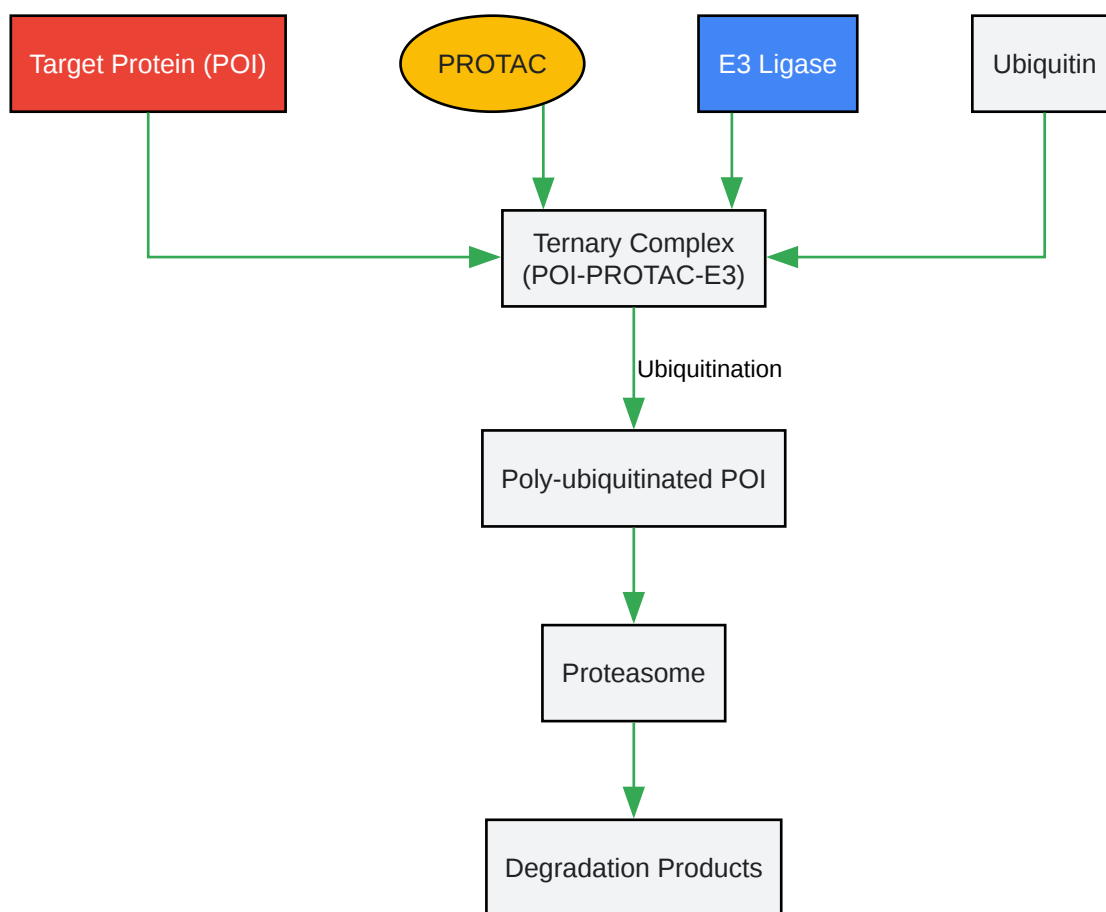 Target Protein (POI)
PROTAC
E3 Ligase
Ubiquitin
Ternary Complex
(POI-PROTAC-E3)
Ubiquitination
Poly-ubiquitinated POI
Proteasome
Degradation Products